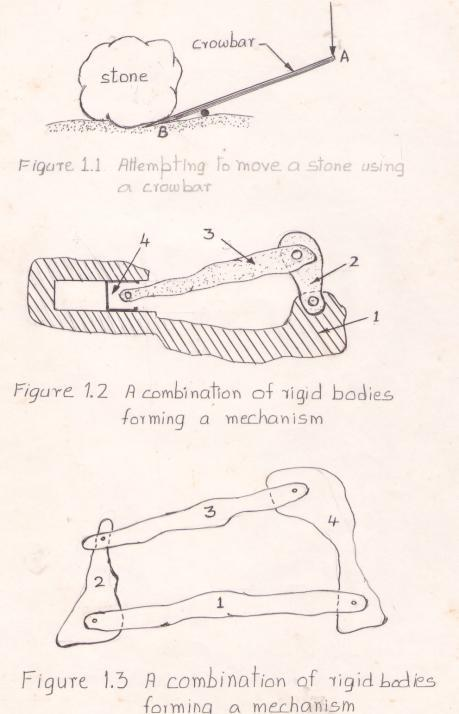 crowbar
A
stone
B
Figure 1.1 Attempting to move a stone using
a crowbar
4
3
2
1
Figure 1.2 A combination of rigid bodies
forming a mechanism
3
4
2
1
Figure 1.3 A combination of rigid bodies
forming a mechanism